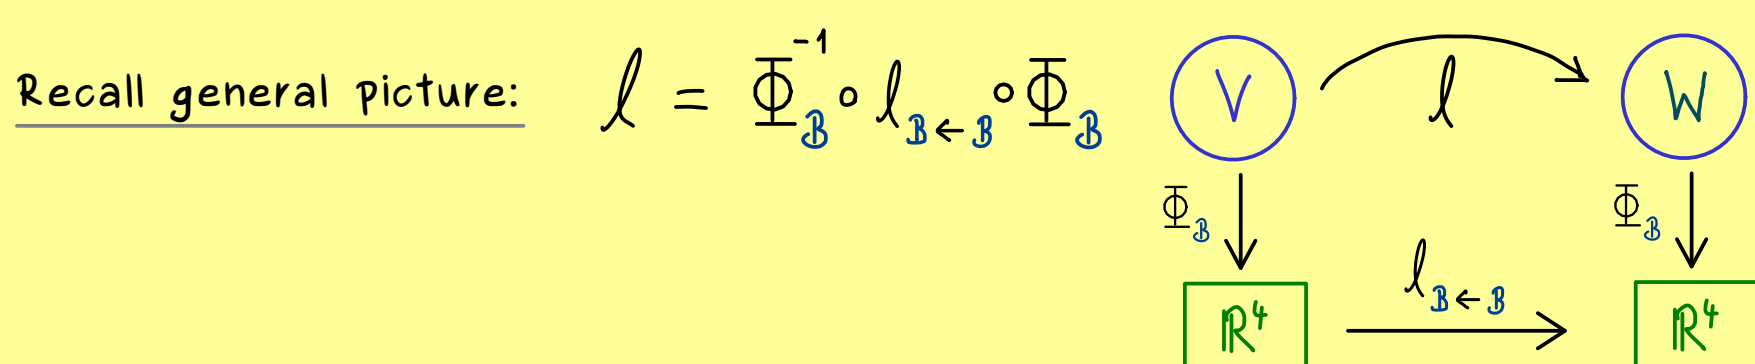 Recall general picture: ℓ = Φ_B^{-1} ∘ ℓ_{B←B} ∘ Φ_B
V ℓ W
Φ_B Φ_B
ℓ_{B←B}
ℝ⁴ ℝ⁴